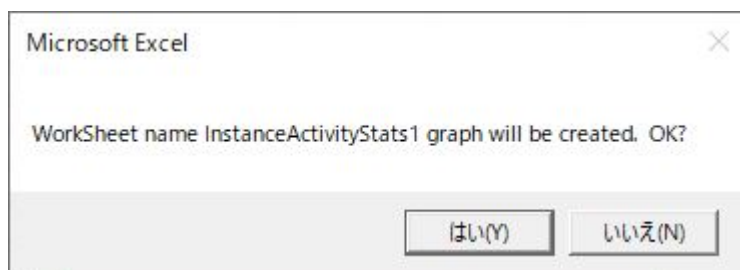 Microsoft Excel
WorkSheet name InstanceActivityStats1 graph will be created.  OK?
はい(Y)
いいえ(N)